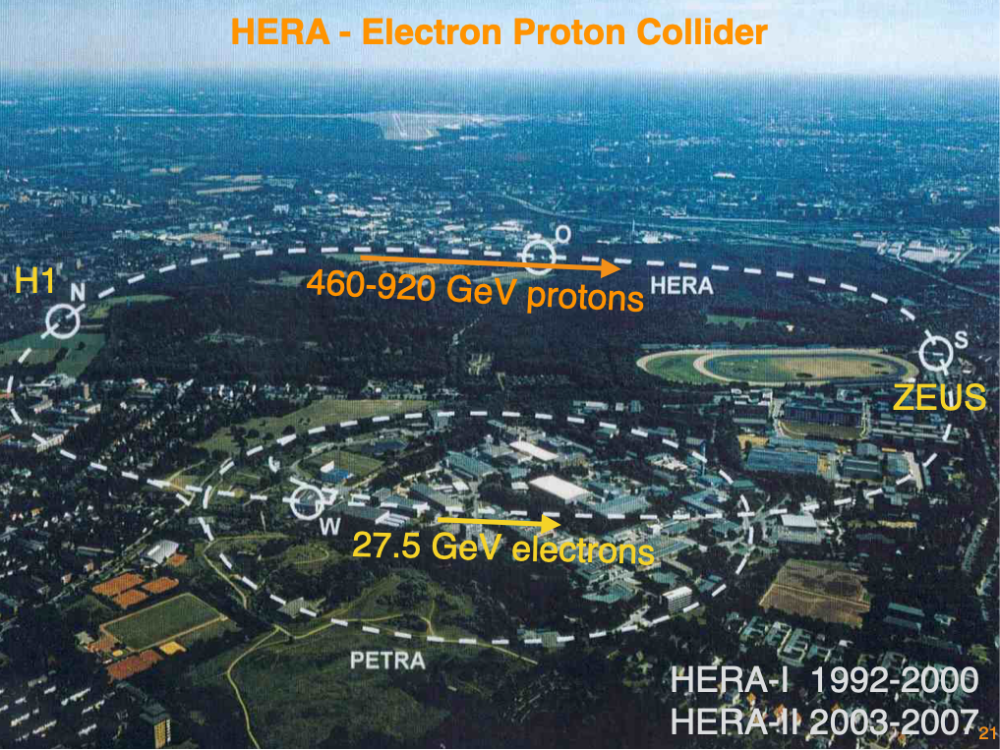 HERA - Electron Proton Collider
O
460-920 GeV protons
HERA
H1
N
S
ZEUS
W
27.5 GeV electrons
PETRA
HERA-I 1992-2000
HERA-II 2003-2007
21